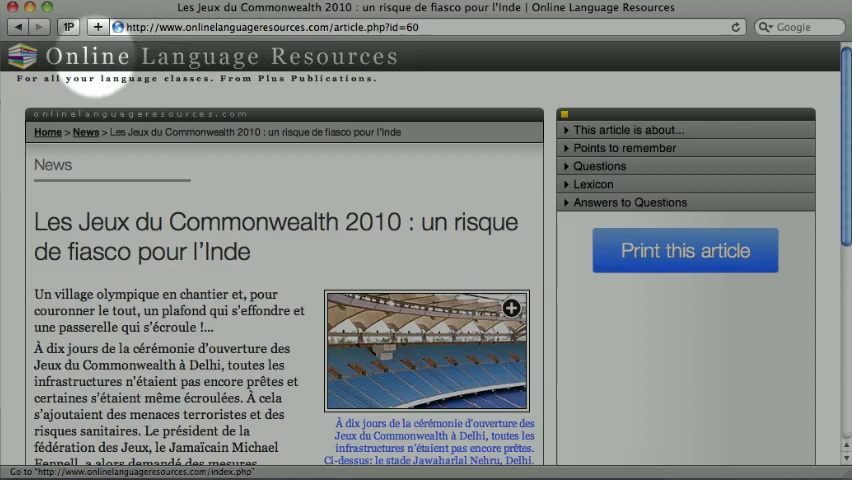 Les Jeux du Commonwealth 2010 : un risque de fiasco pour l'Inde | Online Language Resources
1P
+
http://www.onlinelanguageresources.com/article.php?id=60
Google
Online Language Resources
For all your language classes. From Plus Publications.
onlinelanguageresources.com
Home > News > Les Jeux du Commonwealth 2010 : un risque de fiasco pour l'Inde
News
Les Jeux du Commonwealth 2010 : un risque
de fiasco pour l'Inde
Un village olympique en chantier et, pour
couronner le tout, un plafond qui s'effondre et
une passerelle qui s'écroule !...
À dix jours de la cérémonie d'ouverture des
Jeux du Commonwealth à Delhi, toutes les
infrastructures n'étaient pas encore prêtes et
certaines s'étaient même écroulées. À cela
s'ajoutaient des menaces terroristes et des
risques sanitaires. Le président de la
fédération des Jeux, le Jamaïcain Michael
Fennell, a alors demandé des mesures
À dix jours de la cérémonie d'ouverture des
Jeux du Commonwealth à Delhi, toutes les
infrastructures n'étaient pas encore prêtes.
Ci-dessus: le stade Jawaharlal Nehru, Delhi.
This article is about...
Points to remember
Questions
Lexicon
Answers to Questions
Print this article
Go to "http://www.onlinelanguageresources.com/index.php"